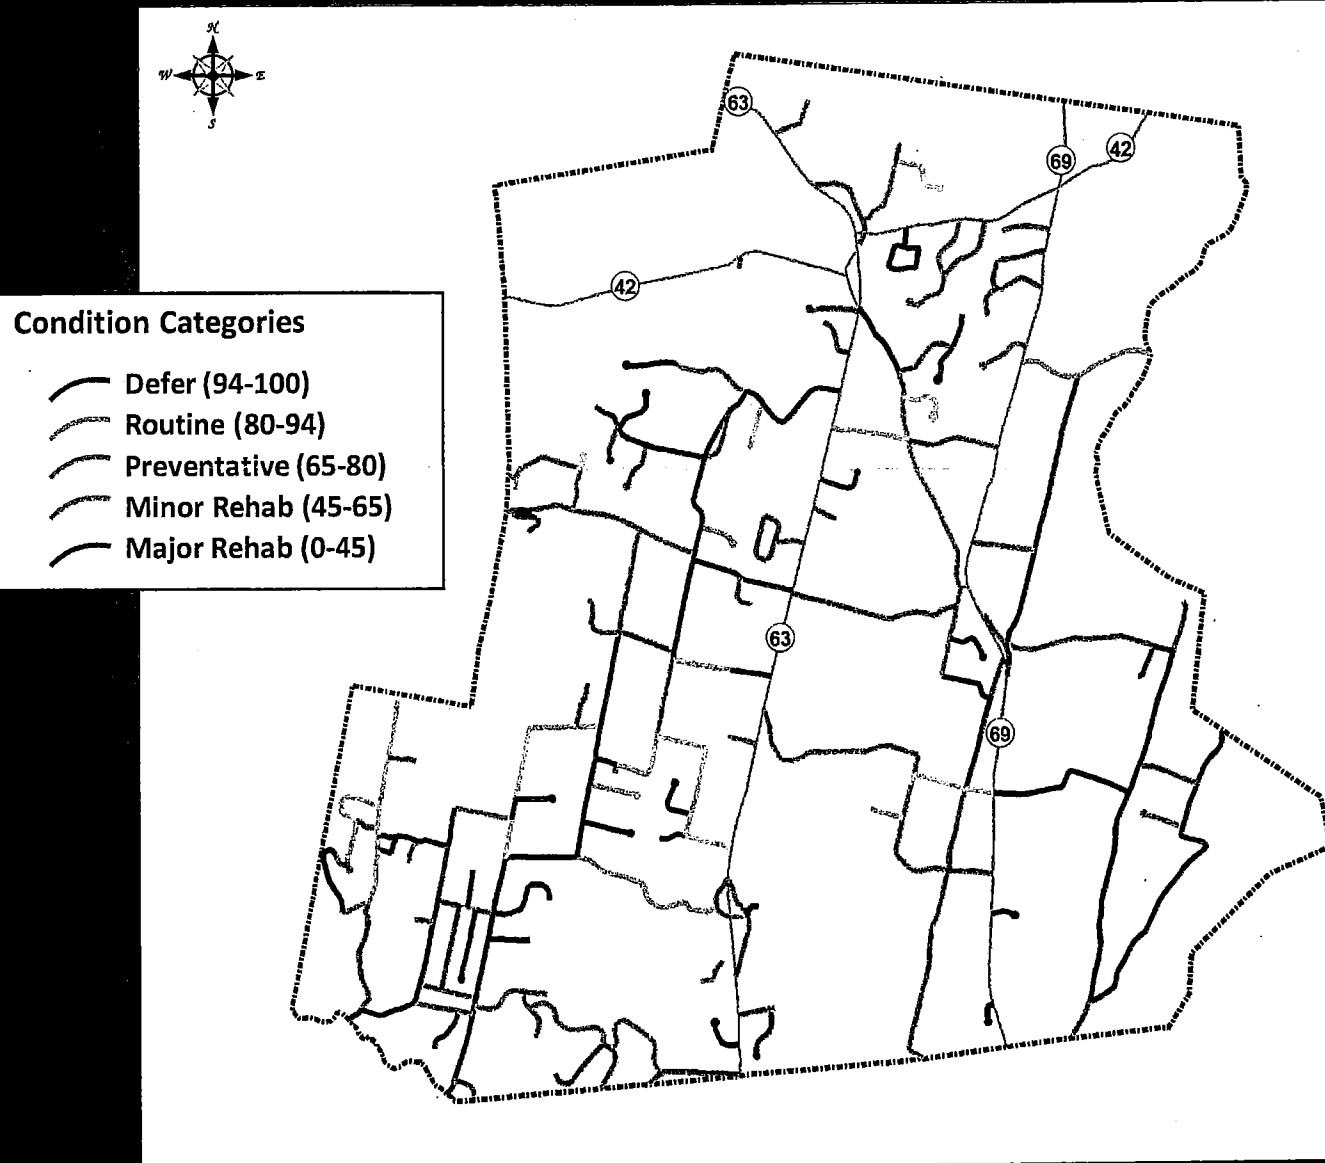 N
W E
S
63
69
42
42
Condition Categories
Defer (94-100)
Routine (80-94)
Preventative (65-80)
Minor Rehab (45-65)
Major Rehab (0-45)
63
69